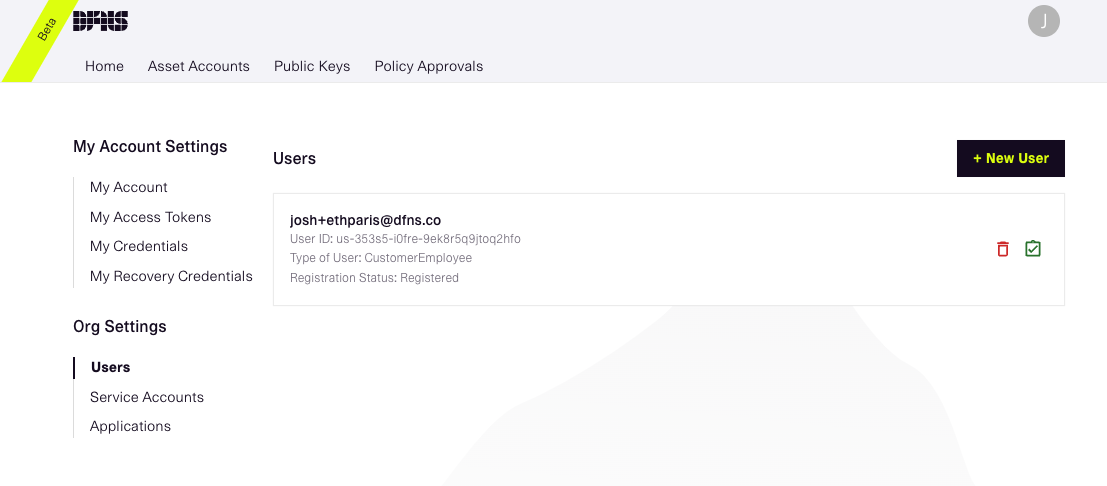 Beta
DFNS
J
Home Asset Accounts Public Keys Policy Approvals
My Account Settings
My Account
My Access Tokens
My Credentials
My Recovery Credentials
Org Settings
Users
Service Accounts
Applications
Users
+ New User
josh+ethparis@dfns.co
User ID: us-353s5-i0fre-9ek8r5q9jtoq2hfo
Type of User: CustomerEmployee
Registration Status: Registered